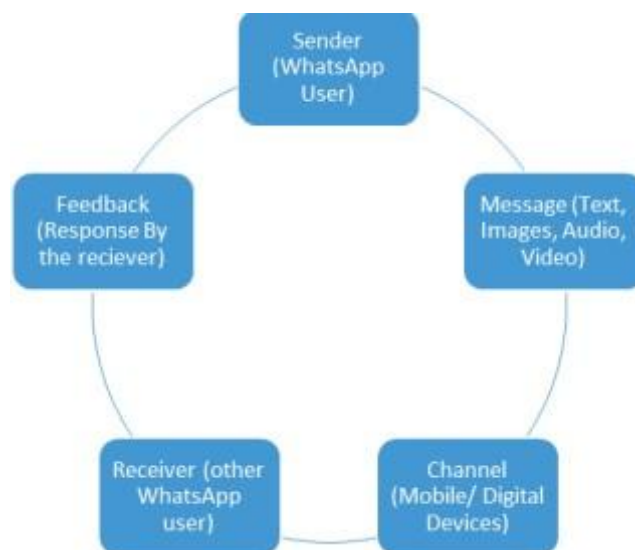 Sender
(WhatsApp
User)
Message (Text,
Images, Audio,
Video)
Channel
(Mobile/ Digital
Devices)
Receiver (other
WhatsApp
user)
Feedback
(Response By
the reciever)